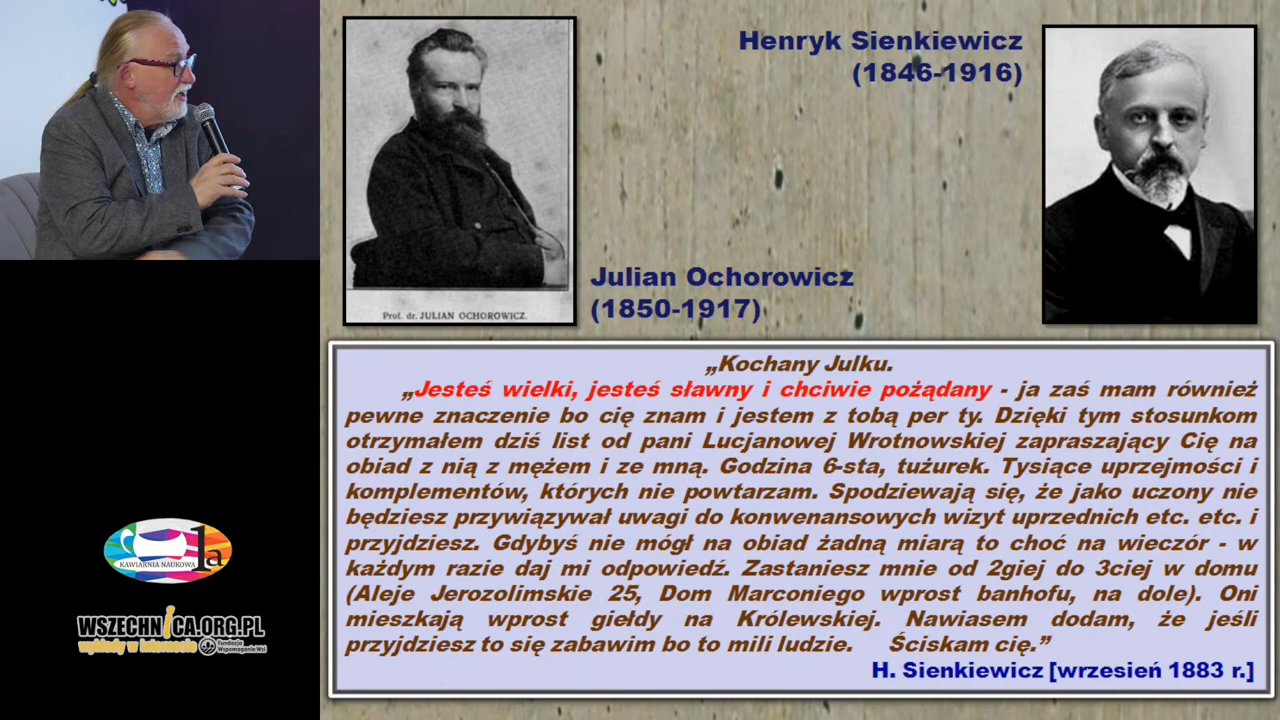 Henryk Sienkiewicz
(1846-1916)
Julian Ochorowicz
(1850-1917)
Prof. dr. JULIAN OCHOROWICZ.
„Kochany Julku.
„Jesteś wielki, jesteś sławny i chciwie pożądany - ja zaś mam również
pewne znaczenie bo cię znam i jestem z tobą per ty. Dzięki tym stosunkom
otrzymałem dziś list od pani Lucjanowej Wrotnowskiej zapraszający Cię na
obiad z nią z mężem i ze mną. Godzina 6-sta, tużurek. Tysiące uprzejmości i
komplementów, których nie powtarzam. Spodziewają się, że jako uczony nie
będziesz przywiązywał uwagi do konwenansowych wizyt uprzednich etc. etc. i
przyjdziesz. Gdybyś nie mógł na obiad żadną miarą to choć na wieczór - w
każdym razie daj mi odpowiedź. Zastaniesz mnie od 2giej do 3ciej w domu
(Aleje Jerozolimskie 25, Dom Marconiego wprost banhofu, na dole). Oni
mieszkają wprost giełdy na Królewskiej. Nawiasem dodam, że jeśli
przyjdziesz to się zabawim bo to mili ludzie. Ściskam cię.”
H. Sienkiewicz [wrzesień 1883 r.]
KAWIARNIA NAUKOWA 1a
WSZECHNICA.ORG.PL
wykłady w internecie
Fundacja
Wspomagania Wsi